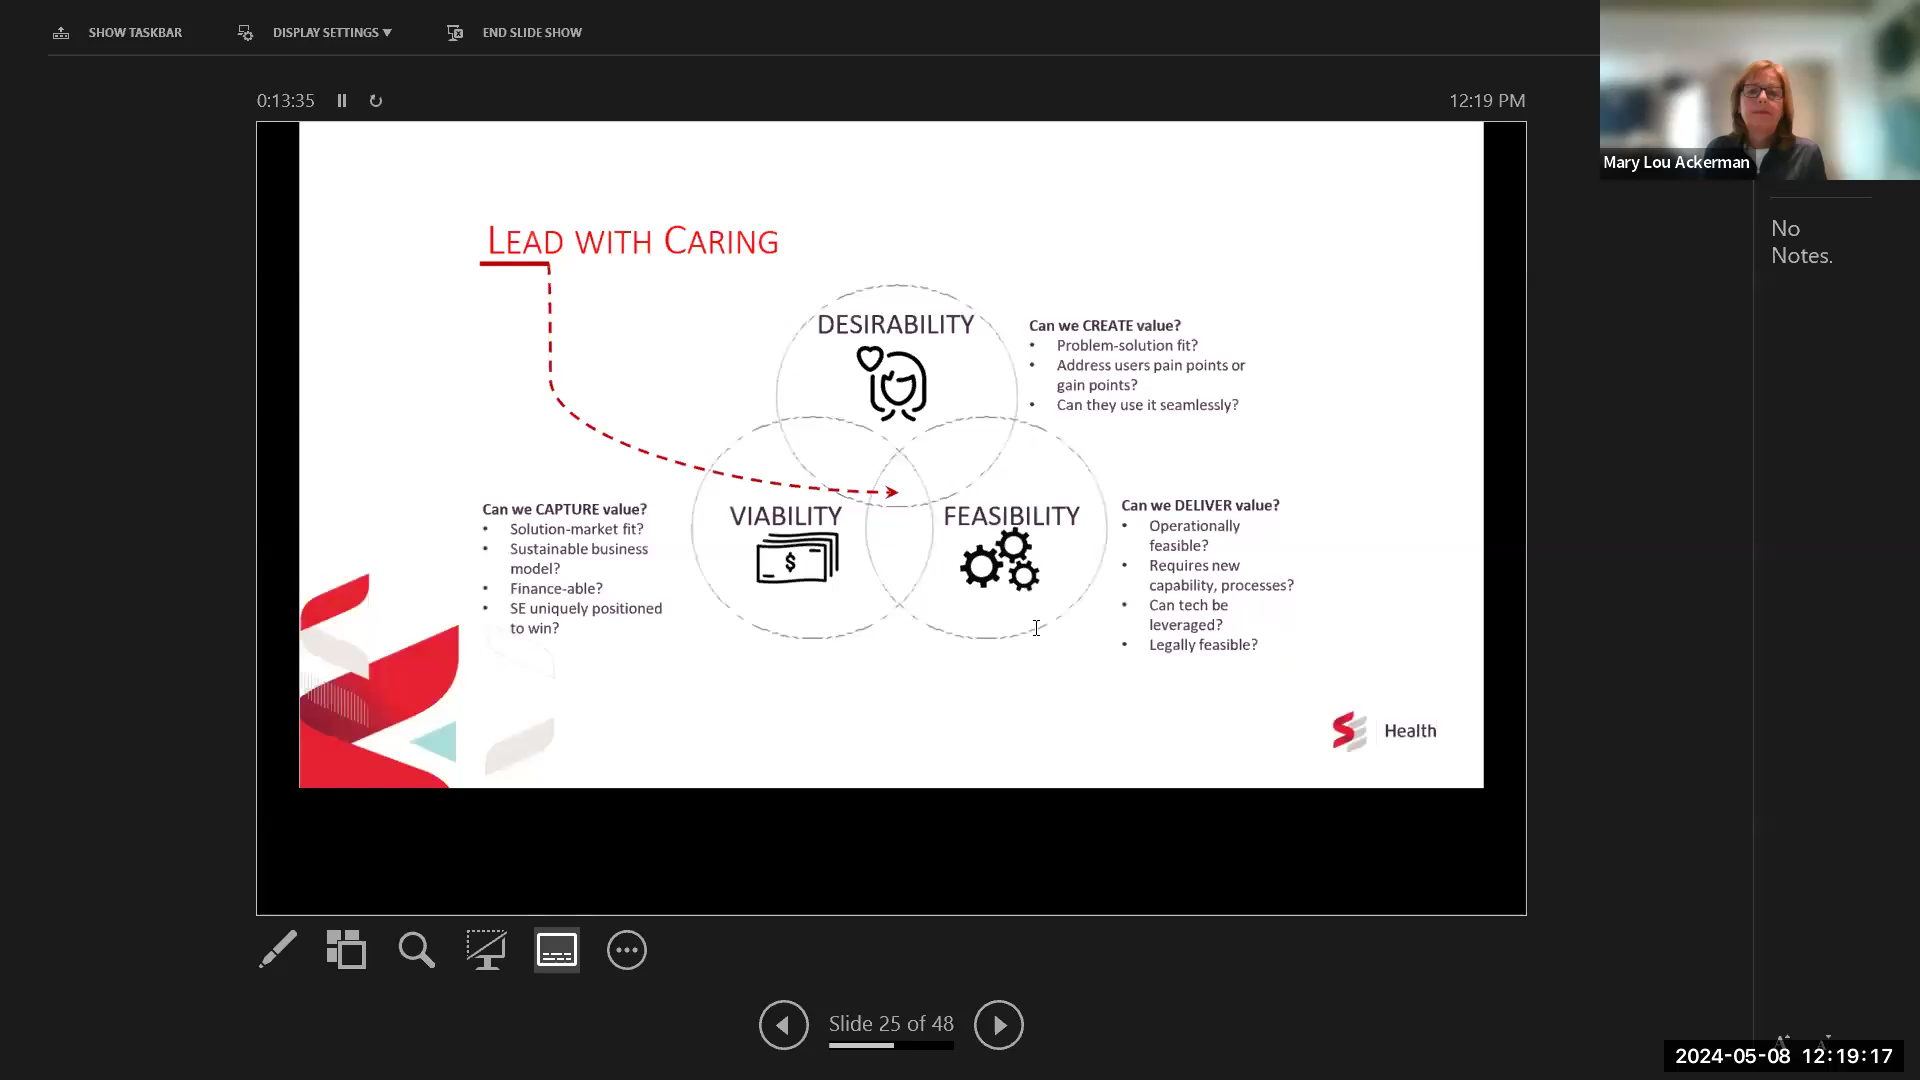 SHOW TASKBAR
DISPLAY SETTINGS ▼
END SLIDE SHOW
0:13:35
12:19 PM
Mary Lou Ackerman
No
Notes.
LEAD WITH CARING
DESIRABILITY
Can we CREATE value?
• Problem-solution fit?
• Address users pain points or
gain points?
• Can they use it seamlessly?
VIABILITY
$
Can we CAPTURE value?
• Solution-market fit?
• Sustainable business
model?
• Finance-able?
• SE uniquely positioned
to win?
FEASIBILITY
Can we DELIVER value?
• Operationally
feasible?
• Requires new
capability, processes?
• Can tech be
leveraged?
• Legally feasible?
SE Health
Slide 25 of 48
A A
2024-05-08 12:19:17